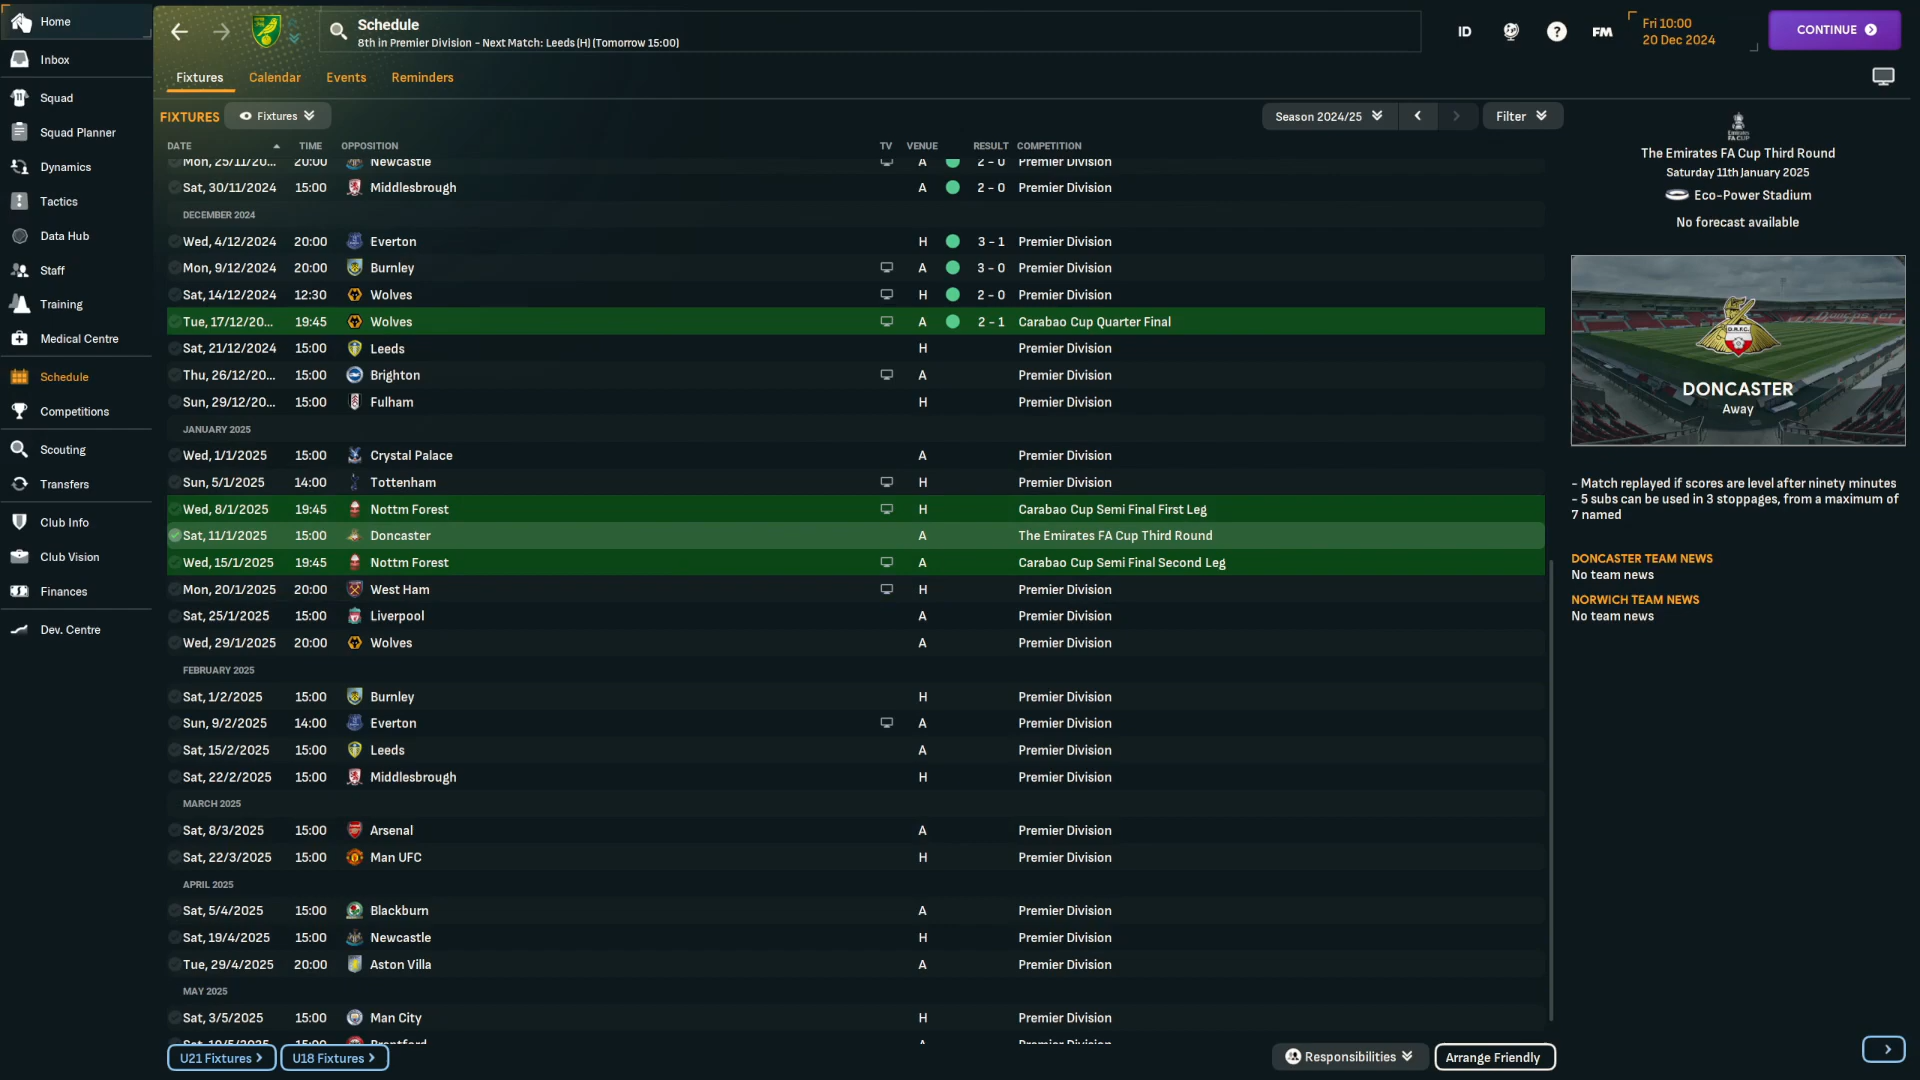 Home
Inbox
Squad
Squad Planner
Dynamics
Tactics
Data Hub
Staff
Training
Medical Centre
Schedule
Competitions
Scouting
Transfers
Club Info
Club Vision
Finances
Dev. Centre
Schedule
8th in Premier Division - Next Match: Leeds (H) (Tomorrow 15:00)
ID
FM
Fri 10:00
20 Dec 2024
CONTINUE
Fixtures Calendar Events Reminders
FIXTURES Fixtures Season 2024/25 Filter
DATE TIME OPPOSITION TV VENUE RESULT COMPETITION
Mon, 25/11/20... 20:00 Newcastle A 2 - 0 Premier Division
Sat, 30/11/2024 15:00 Middlesbrough A 2 - 0 Premier Division
DECEMBER 2024
Wed, 4/12/2024 20:00 Everton H 3 - 1 Premier Division
Mon, 9/12/2024 20:00 Burnley A 3 - 0 Premier Division
Sat, 14/12/2024 12:30 Wolves H 2 - 0 Premier Division
Tue, 17/12/20... 19:45 Wolves A 2 - 1 Carabao Cup Quarter Final
Sat, 21/12/2024 15:00 Leeds H Premier Division
Thu, 26/12/20... 15:00 Brighton A Premier Division
Sun, 29/12/20... 15:00 Fulham H Premier Division
JANUARY 2025
Wed, 1/1/2025 15:00 Crystal Palace A Premier Division
Sun, 5/1/2025 14:00 Tottenham H Premier Division
Wed, 8/1/2025 19:45 Nottm Forest H Carabao Cup Semi Final First Leg
Sat, 11/1/2025 15:00 Doncaster A The Emirates FA Cup Third Round
Wed, 15/1/2025 19:45 Nottm Forest A Carabao Cup Semi Final Second Leg
Mon, 20/1/2025 20:00 West Ham H Premier Division
Sat, 25/1/2025 15:00 Liverpool A Premier Division
Wed, 29/1/2025 20:00 Wolves A Premier Division
FEBRUARY 2025
Sat, 1/2/2025 15:00 Burnley H Premier Division
Sun, 9/2/2025 14:00 Everton A Premier Division
Sat, 15/2/2025 15:00 Leeds A Premier Division
Sat, 22/2/2025 15:00 Middlesbrough H Premier Division
MARCH 2025
Sat, 8/3/2025 15:00 Arsenal A Premier Division
Sat, 22/3/2025 15:00 Man UFC H Premier Division
APRIL 2025
Sat, 5/4/2025 15:00 Blackburn A Premier Division
Sat, 19/4/2025 15:00 Newcastle H Premier Division
Tue, 29/4/2025 20:00 Aston Villa A Premier Division
MAY 2025
Sat, 3/5/2025 15:00 Man City H Premier Division
Sat, 10/5/2025 15:00 Brentford A Premier Division
U21 Fixtures U18 Fixtures Responsibilities Arrange Friendly
The Emirates FA Cup Third Round
Saturday 11th January 2025
Eco-Power Stadium
No forecast available
D.R.F.C.
DONCASTER
Away
- Match replayed if scores are level after ninety minutes
- 5 subs can be used in 3 stoppages, from a maximum of
7 named
DONCASTER TEAM NEWS
No team news
NORWICH TEAM NEWS
No team news